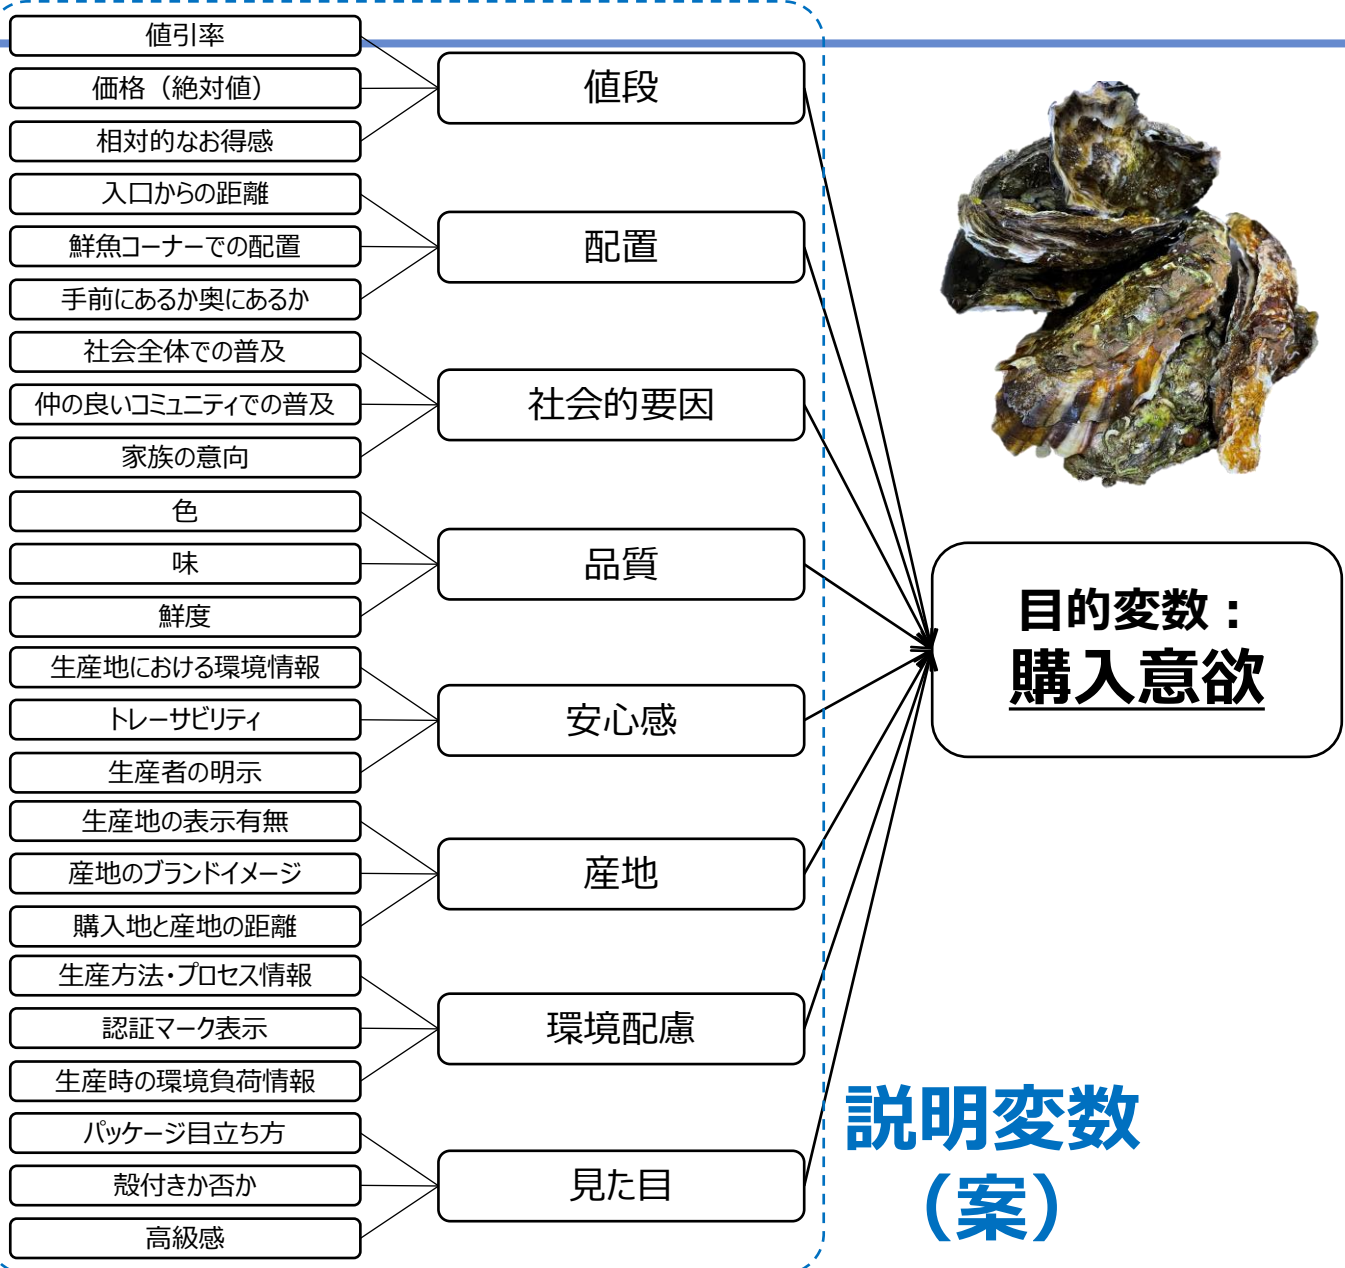 値引率
価格（絶対値）
相対的なお得感
値段
入口からの距離
鮮魚コーナーでの配置
手前にあるか奥にあるか
配置
社会全体での普及
仲の良いコミュニティでの普及
家族の意向
社会的要因
色
味
鮮度
品質
生産地における環境情報
トレーサビリティ
生産者の明示
安心感
生産地の表示有無
産地のブランドイメージ
購入地と産地の距離
産地
生産方法・プロセス情報
認証マーク表示
生産時の環境負荷情報
環境配慮
パッケージ目立ち方
殻付きか否か
高級感
見た目
目的変数：
購入意欲
説明変数
（案）